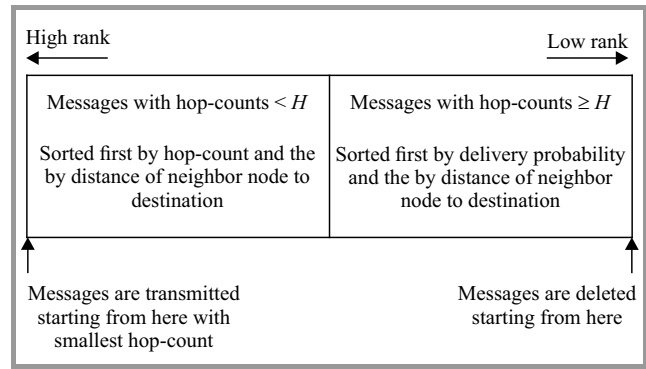 High rank
Low rank
Messages with hop-counts < H
Sorted first by hop-count and the
by distance of neighbor node to
destination
Messages with hop-counts ≥ H
Sorted first by delivery probability
and the by distance of neighbor
node to destination
Messages are transmitted
starting from here with
smallest hop-count
Messages are deleted
starting from here